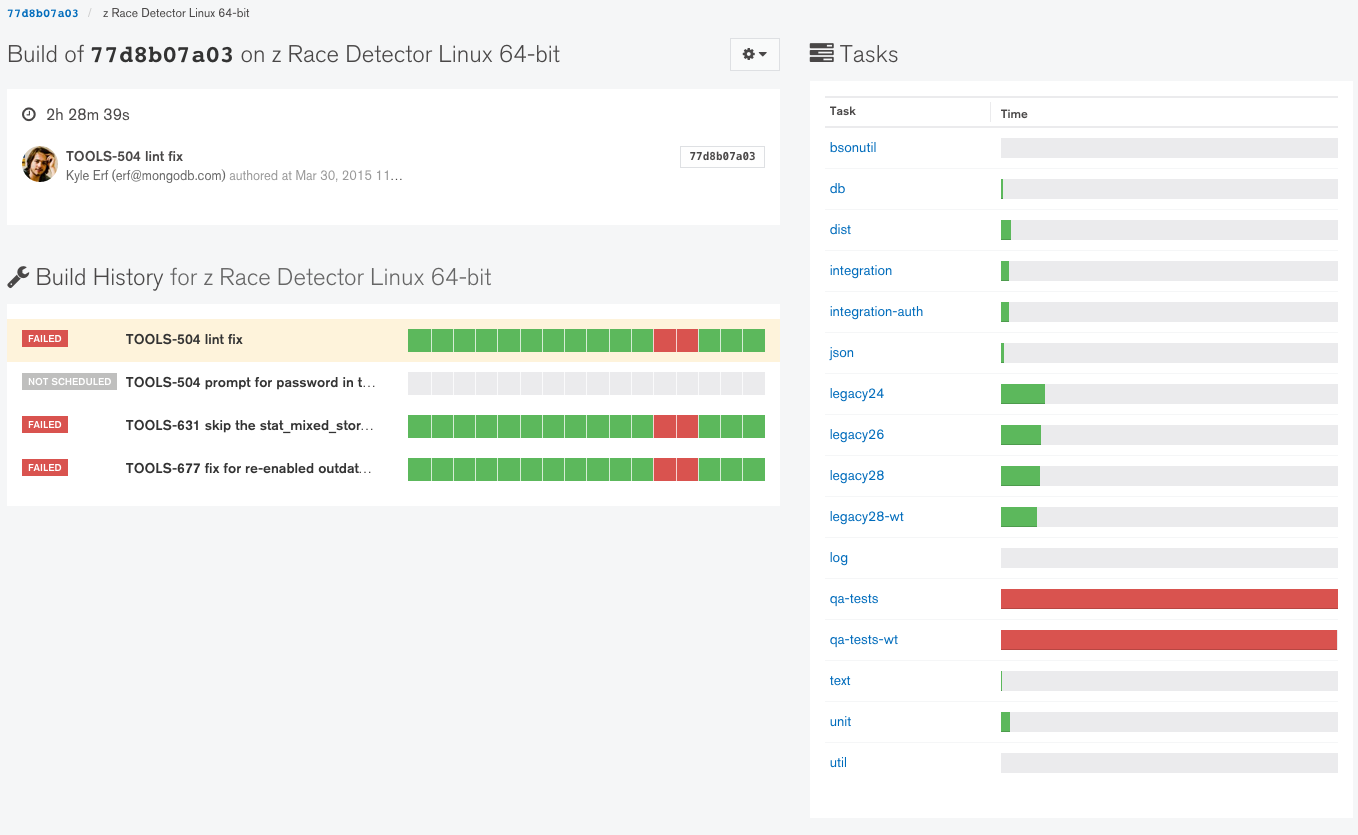 77d8b07a03 / z Race Detector Linux 64-bit
Build of 77d8b07a03 on z Race Detector Linux 64-bit
2h 28m 39s
TOOLS-504 lint fix
77d8b07a03
Kyle Erf (erf@mongodb.com) authored at Mar 30, 2015 11...
Build History for z Race Detector Linux 64-bit
FAILED TOOLS-504 lint fix
NOT SCHEDULED TOOLS-504 prompt for password in t...
FAILED TOOLS-631 skip the stat_mixed_stor...
FAILED TOOLS-677 fix for re-enabled outdat...
Tasks
Task Time
bsonutil
db
dist
integration
integration-auth
json
legacy24
legacy26
legacy28
legacy28-wt
log
qa-tests
qa-tests-wt
text
unit
util